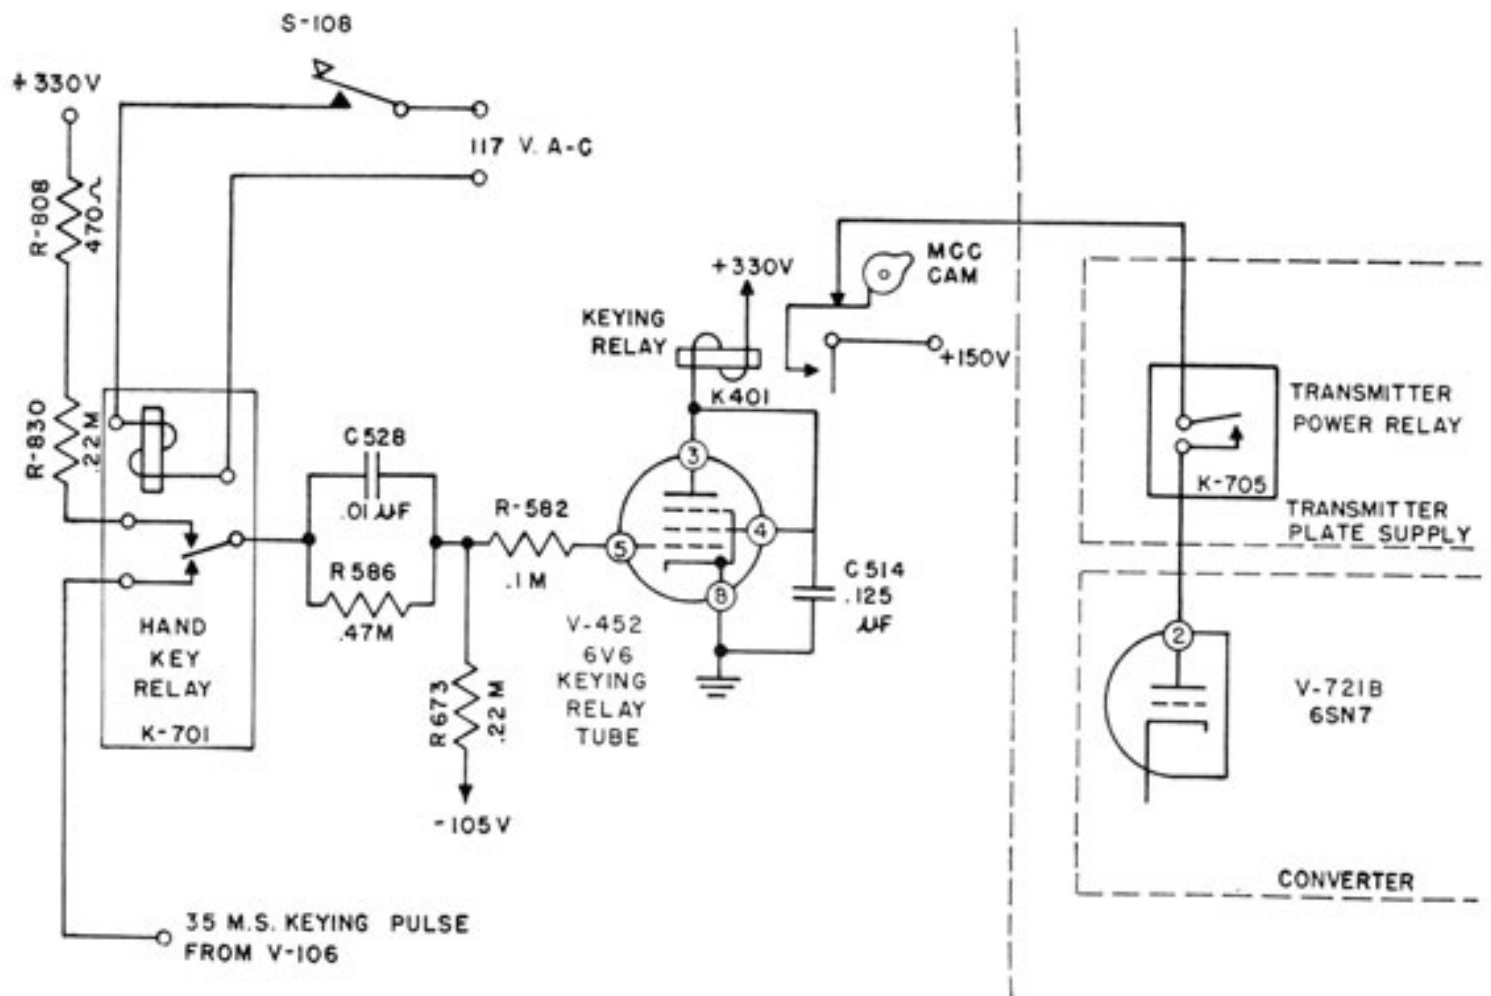 S-108
+330V
117 V. A-C
R-808
470Ω
MCC
CAM
+330V
KEYING
RELAY
+150V
K401
R-830
.22M
TRANSMITTER
POWER RELAY
C528
.01 μF
3
K-705
R-582
TRANSMITTER
PLATE SUPPLY
4
5
.1M
R586
C514
.125
μF
8
.47M
HAND
KEY
RELAY
K-701
V-452
6V6
KEYING
RELAY
TUBE
2
R673
.22M
V-721B
6SN7
-105V
CONVERTER
35 M.S. KEYING PULSE
FROM V-106